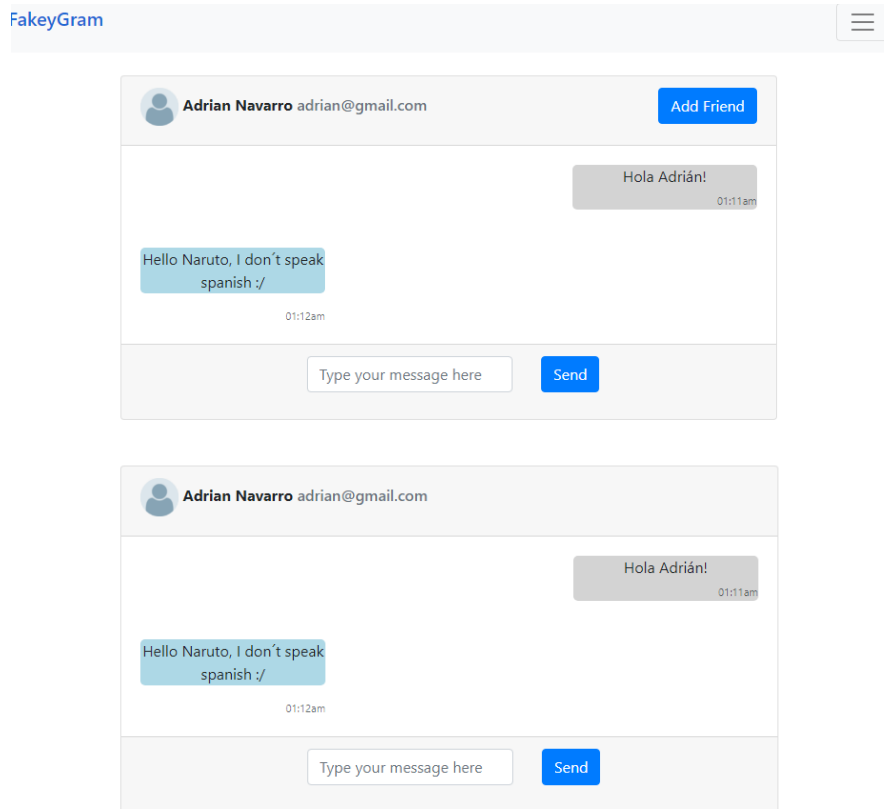 FakeyGram
Adrian Navarro adrian@gmail.com
Add Friend
Hola Adrián!
01:11am
Hello Naruto, I don´t speak
spanish :/
01:12am
Type your message here
Send
Adrian Navarro adrian@gmail.com
Hola Adrián!
01:11am
Hello Naruto, I don´t speak
spanish :/
01:12am
Type your message here
Send